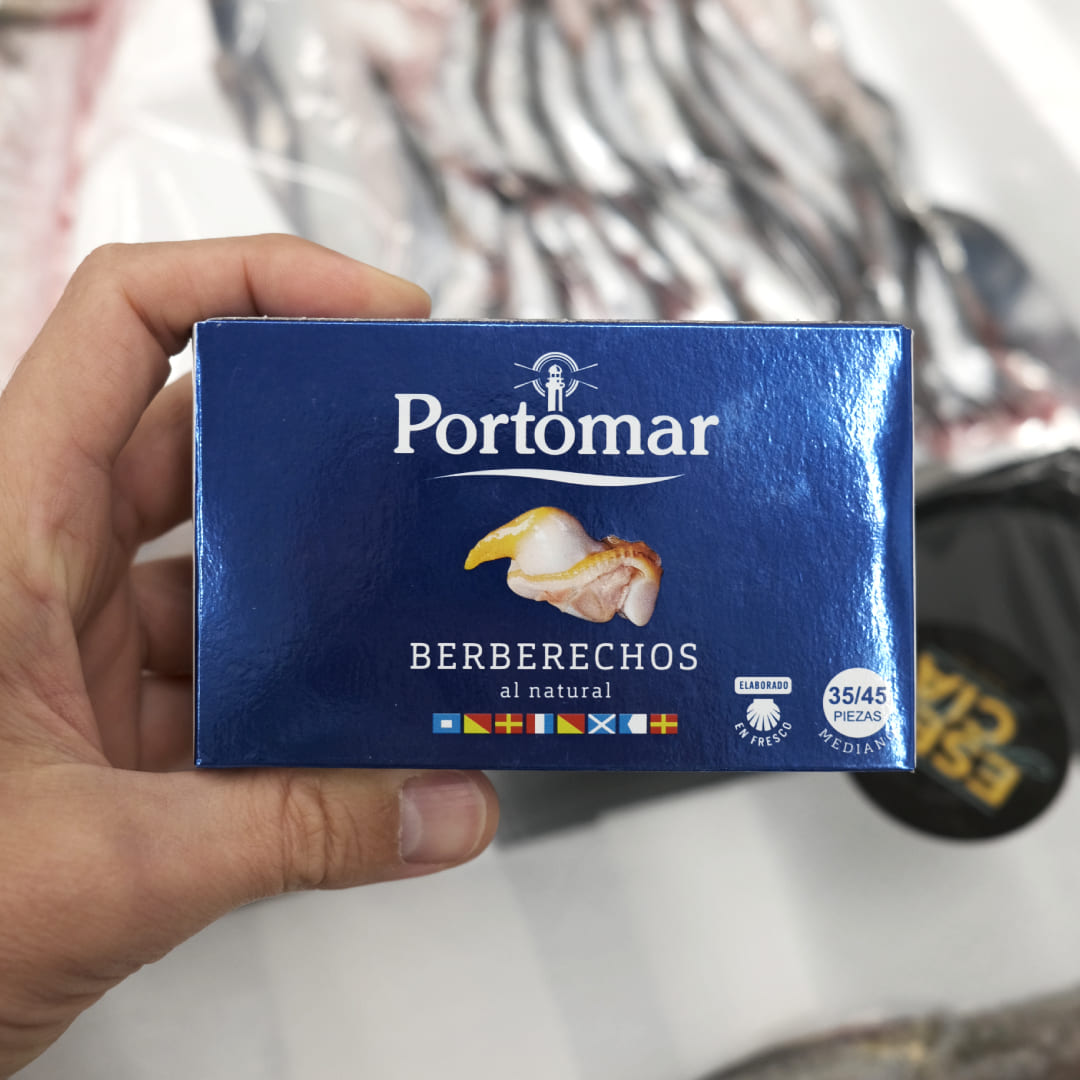 Portomar
BERBERECHOS
al natural
ELABORADO
EN FRESCO
35/45
PIEZAS